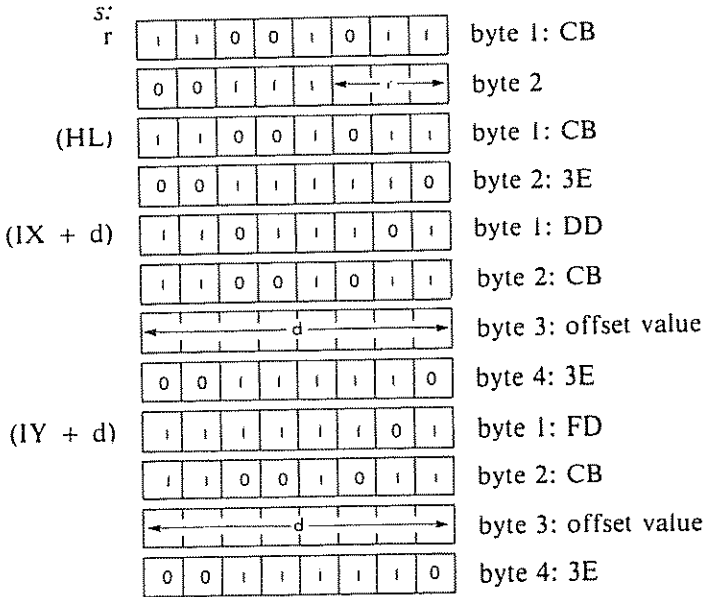 s:
r 1 1 0 0 1 0 1 1 byte 1: CB
0 0 1 1 1 r byte 2
(HL) 1 1 0 0 1 0 1 1 byte 1: CB
0 0 1 1 1 1 1 0 byte 2: 3E
(IX + d) 1 1 0 1 1 1 0 1 byte 1: DD
1 1 0 0 1 0 1 1 byte 2: CB
d byte 3: offset value
0 0 1 1 1 1 1 0 byte 4: 3E
(IY + d) 1 1 1 1 1 1 0 1 byte 1: FD
1 1 0 0 1 0 1 1 byte 2: CB
d byte 3: offset value
0 0 1 1 1 1 1 0 byte 4: 3E